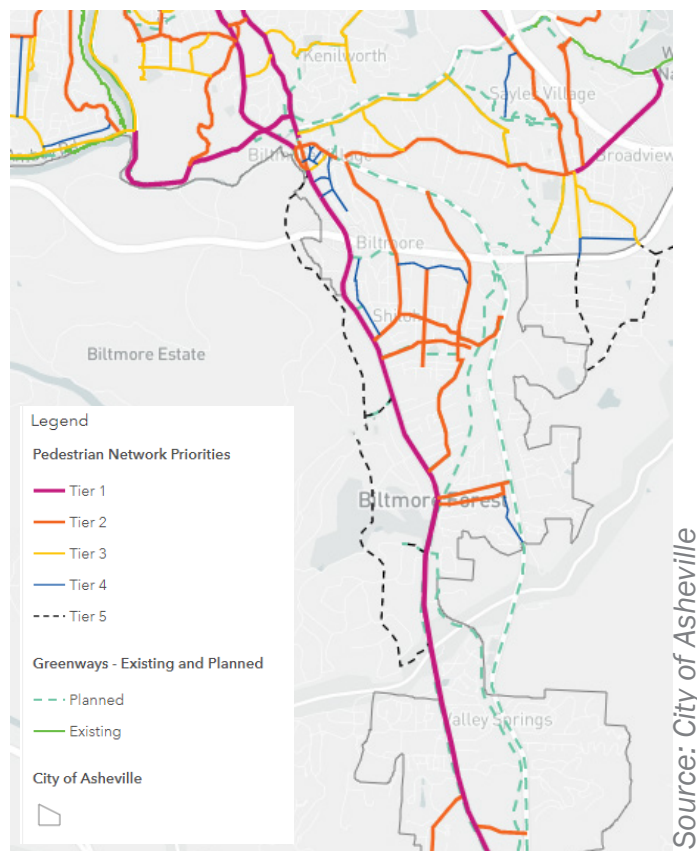 Kenilworth
Sayles Village
Broadview
Biltmore
Shiloh
Biltmore Estate
Legend
Pedestrian Network Priorities
Tier 1
Tier 2
Tier 3
Tier 4
Tier 5
Greenways - Existing and Planned
Planned
Existing
City of Asheville
Biltmore Forest
Valley Springs
Source: City of Asheville